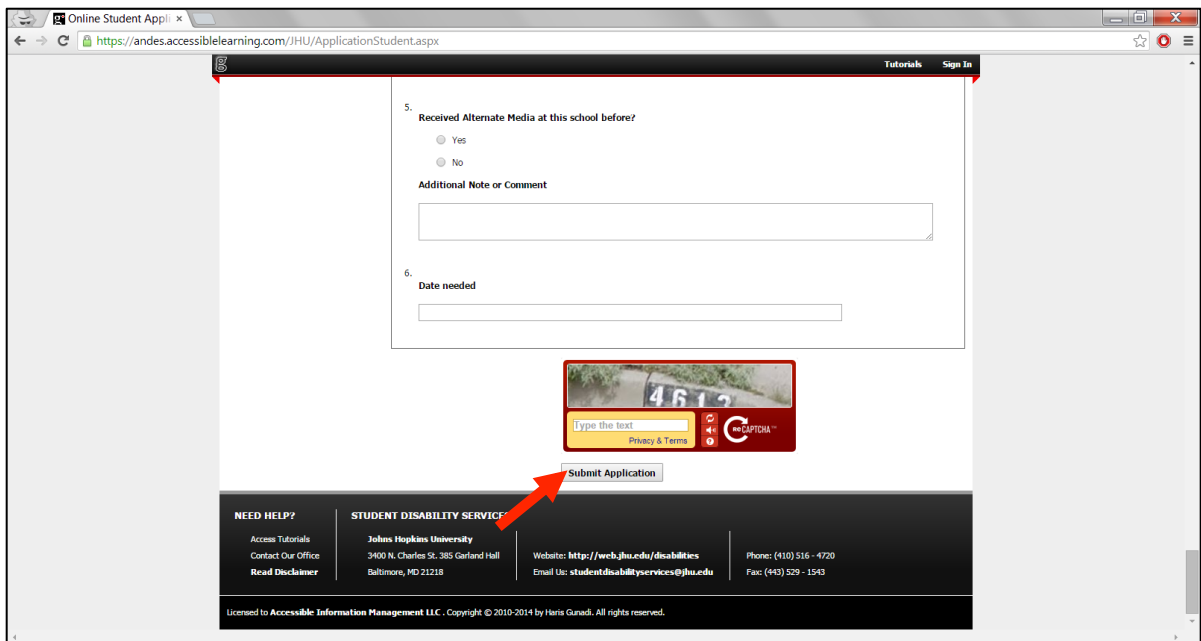 Online Student Appli
https://andes.accessiblelearning.com/JHU/ApplicationStudent.aspx
g
Tutorials Sign In
5.
Received Alternate Media at this school before?
Yes
No
Additional Note or Comment
6.
Date needed
Type the text
Privacy & Terms
reCAPTCHA™
Submit Application
NEED HELP?
Access Tutorials
Contact Our Office
Read Disclaimer
STUDENT DISABILITY SERVICES
Johns Hopkins University
3400 N. Charles St. 385 Garland Hall
Baltimore, MD 21218
Website: http://web.jhu.edu/disabilities
Email Us: studentdisabilityservices@jhu.edu
Phone: (410) 516 - 4720
Fax: (443) 529 - 1543
Licensed to Accessible Information Management LLC . Copyright © 2010-2014 by Haris Gunadi. All rights reserved.